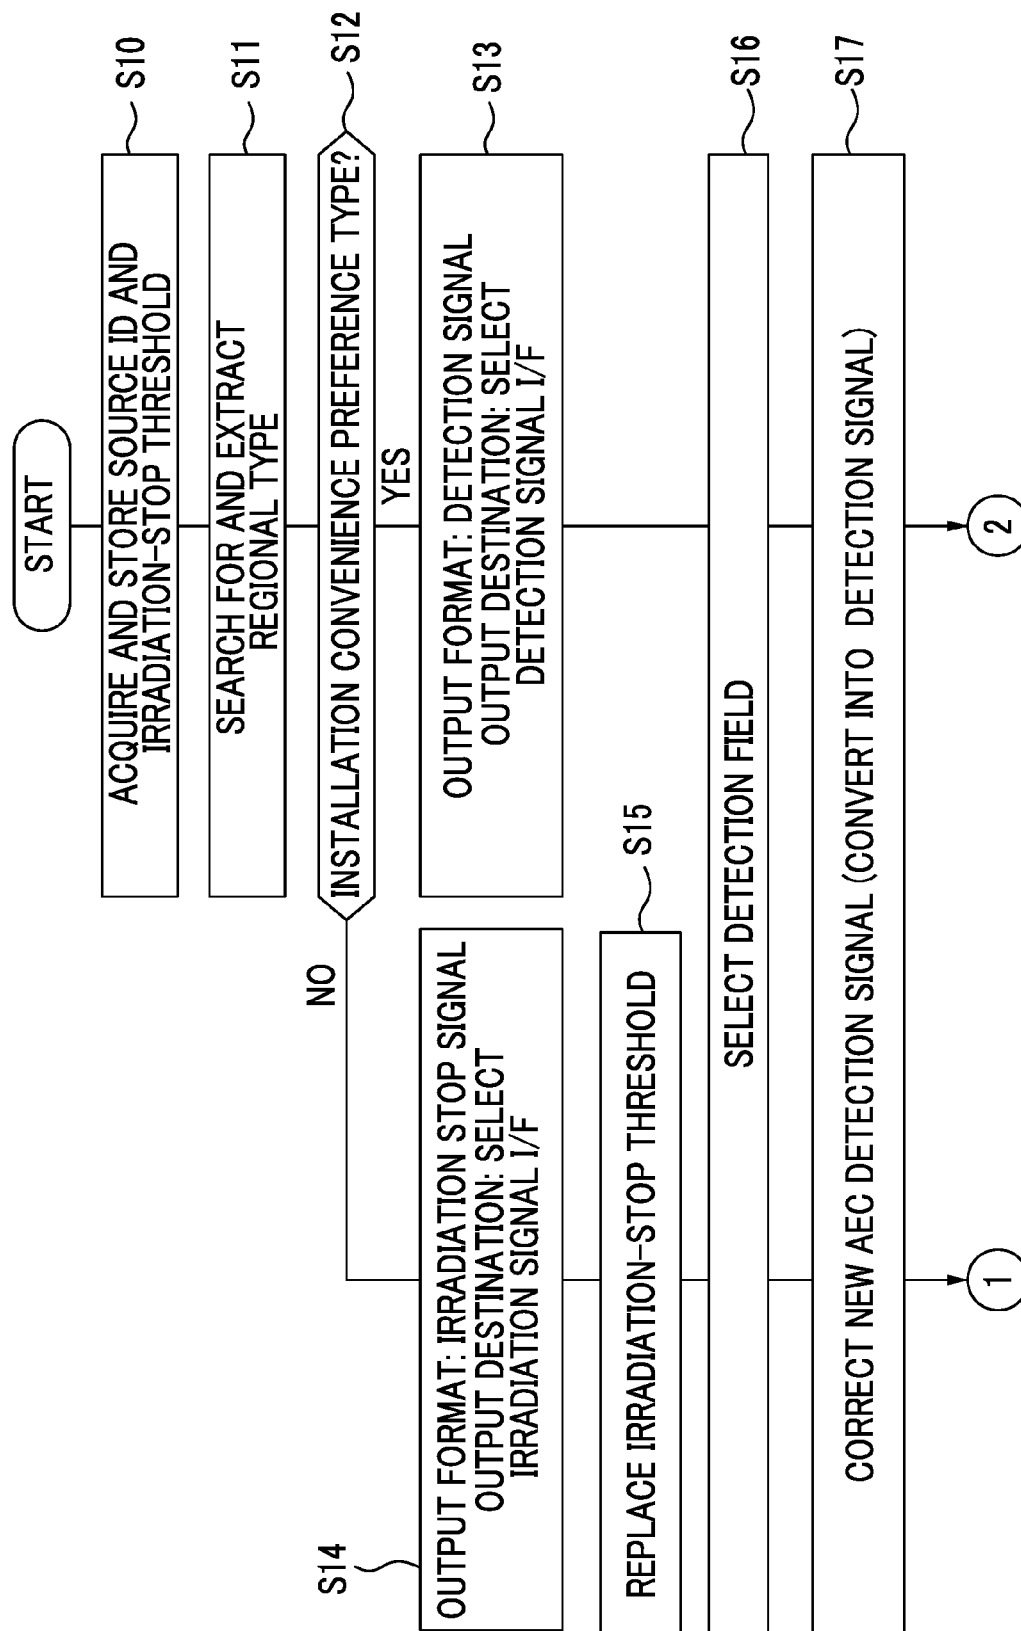 START
ACQUIRE AND STORE SOURCE ID AND
IRRADIATION-STOP THRESHOLD
S10
SEARCH FOR AND EXTRACT
REGIONAL TYPE
S11
INSTALLATION CONVENIENCE PREFERENCE TYPE?
S12
NO
YES
OUTPUT FORMAT: DETECTION SIGNAL
OUTPUT DESTINATION: SELECT
DETECTION SIGNAL I/F
S13
S14
OUTPUT FORMAT: IRRADIATION STOP SIGNAL
OUTPUT DESTINATION: SELECT
IRRADIATION SIGNAL I/F
REPLACE IRRADIATION-STOP THRESHOLD
S15
SELECT DETECTION FIELD
S16
CORRECT NEW AEC DETECTION SIGNAL (CONVERT INTO DETECTION SIGNAL)
S17
1
2